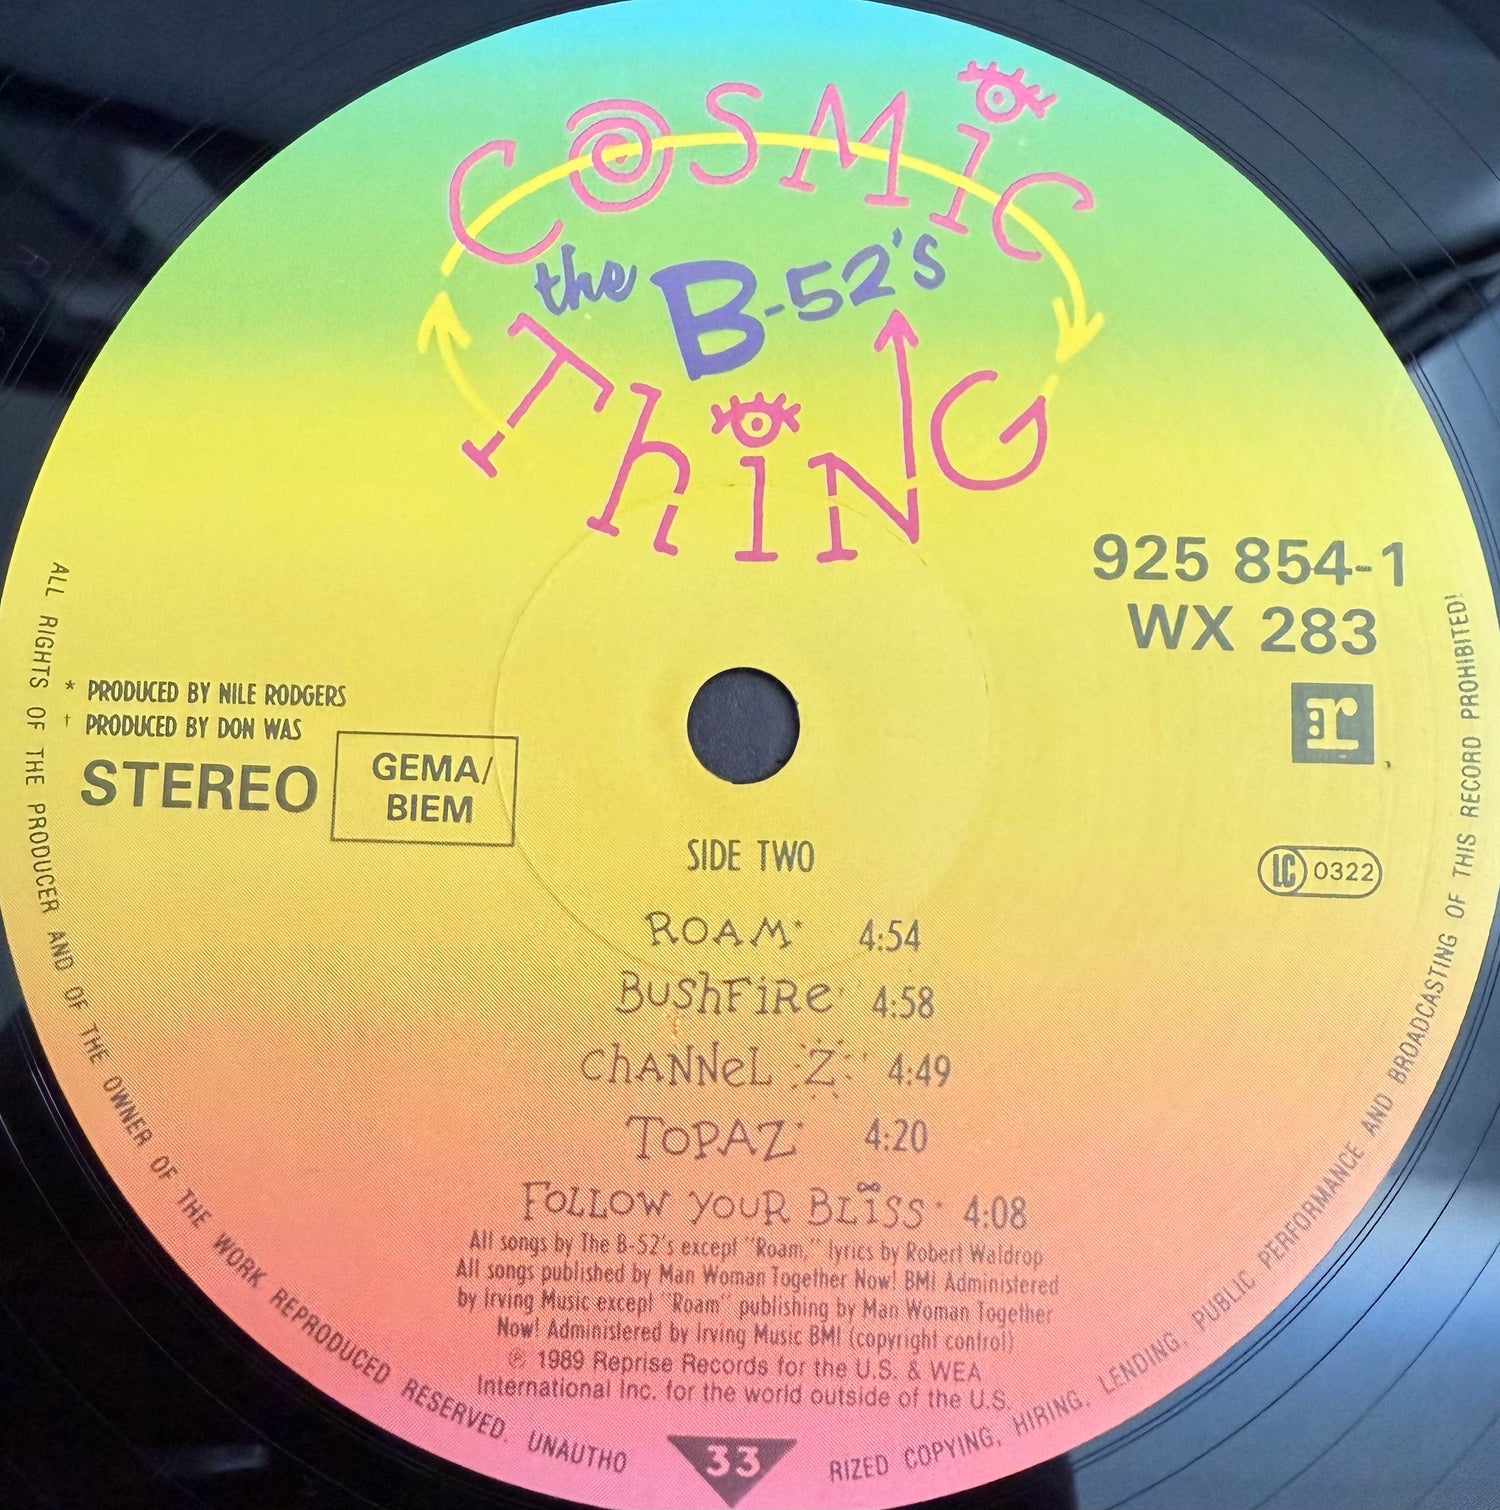 COSMIC
the B-52's
THING
925 854-1
WX 283
* PRODUCED BY NILE RODGERS
† PRODUCED BY DON WAS
STEREO
GEMA/
BIEM
r
LC 0322
SIDE TWO
ROAM* 4:54
BUSHFIRE* 4:58
CHANNEL Z† 4:49
TOPAZ* 4:20
FOLLOW YOUR BLISS* 4:08
All songs by The B-52's except "Roam," lyrics by Robert Waldrop
All songs published by Man Woman Together Now! BMI Administered
by Irving Music except "Roam" publishing by Man Woman Together
Now! Administered by Irving Music BMI (copyright control)
℗ 1989 Reprise Records for the U.S. & WEA
International Inc. for the world outside of the U.S.
33
ALL RIGHTS OF THE PRODUCER AND OF THE OWNER OF THE WORK REPRODUCED RESERVED. UNAUTHORIZED COPYING, HIRING, LENDING, PUBLIC PERFORMANCE AND BROADCASTING OF THIS RECORD PROHIBITED!